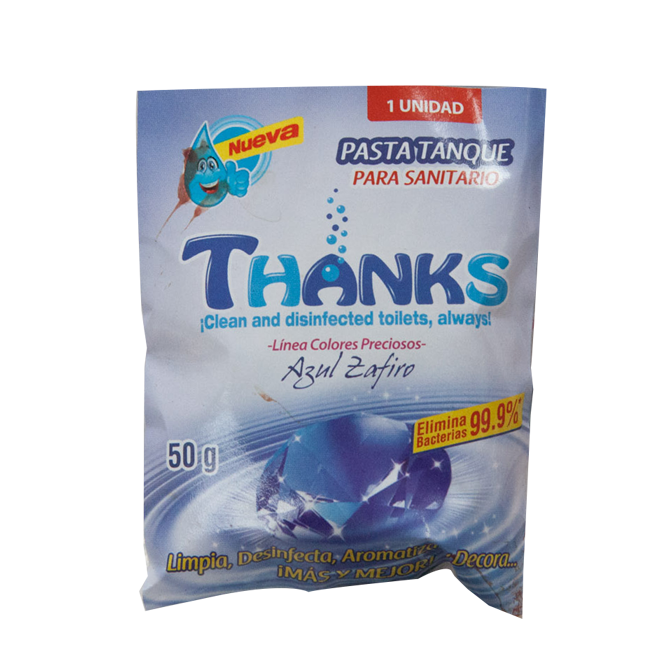 1 UNIDAD
Nueva
PASTA TANQUE
PARA SANITARIO
THANKS
¡Clean and disinfected toilets, always!
-Línea Colores Preciosos-
Azul Zafiro
Elimina
Bacterias 99.9%*
50 g
Limpia, Desinfecta, Aromatiza... Decora...
¡MÁS Y MEJOR!